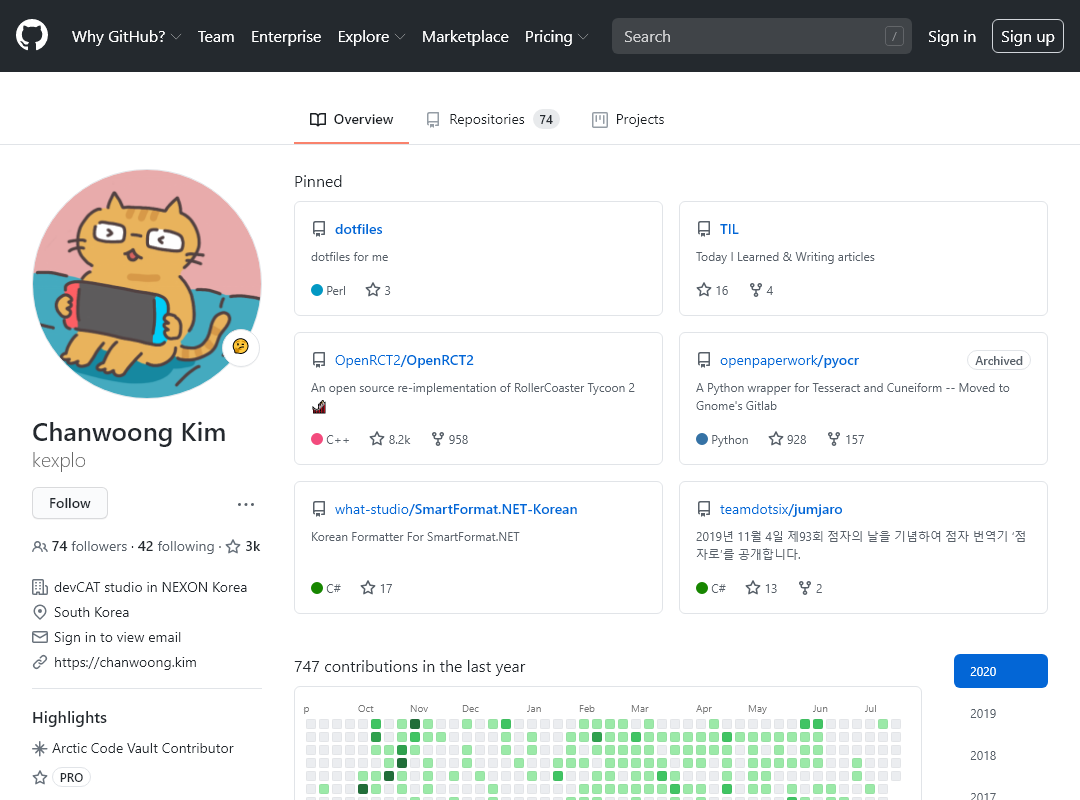 Why GitHub? Team Enterprise Explore Marketplace Pricing Search / Sign in Sign up
Overview Repositories 74 Projects
Chanwoong Kim
kexplo
Follow
74 followers · 42 following · 3k
devCAT studio in NEXON Korea
South Korea
Sign in to view email
https://chanwoong.kim
Highlights
Arctic Code Vault Contributor
PRO
Pinned
dotfiles
dotfiles for me
Perl 3
TIL
Today I Learned & Writing articles
16 4
OpenRCT2/OpenRCT2
An open source re-implementation of RollerCoaster Tycoon 2
C++ 8.2k 958
openpaperwork/pyocr Archived
A Python wrapper for Tesseract and Cuneiform -- Moved to
Gnome's Gitlab
Python 928 157
what-studio/SmartFormat.NET-Korean
Korean Formatter For SmartFormat.NET
C# 17
teamdotsix/jumjaro
2019년 11월 4일 제93회 점자의 날을 기념하여 점자 번역기 '점
자로'를 공개합니다.
C# 13 2
747 contributions in the last year
p Oct Nov Dec Jan Feb Mar Apr May Jun Jul
2020
2019
2018
2017